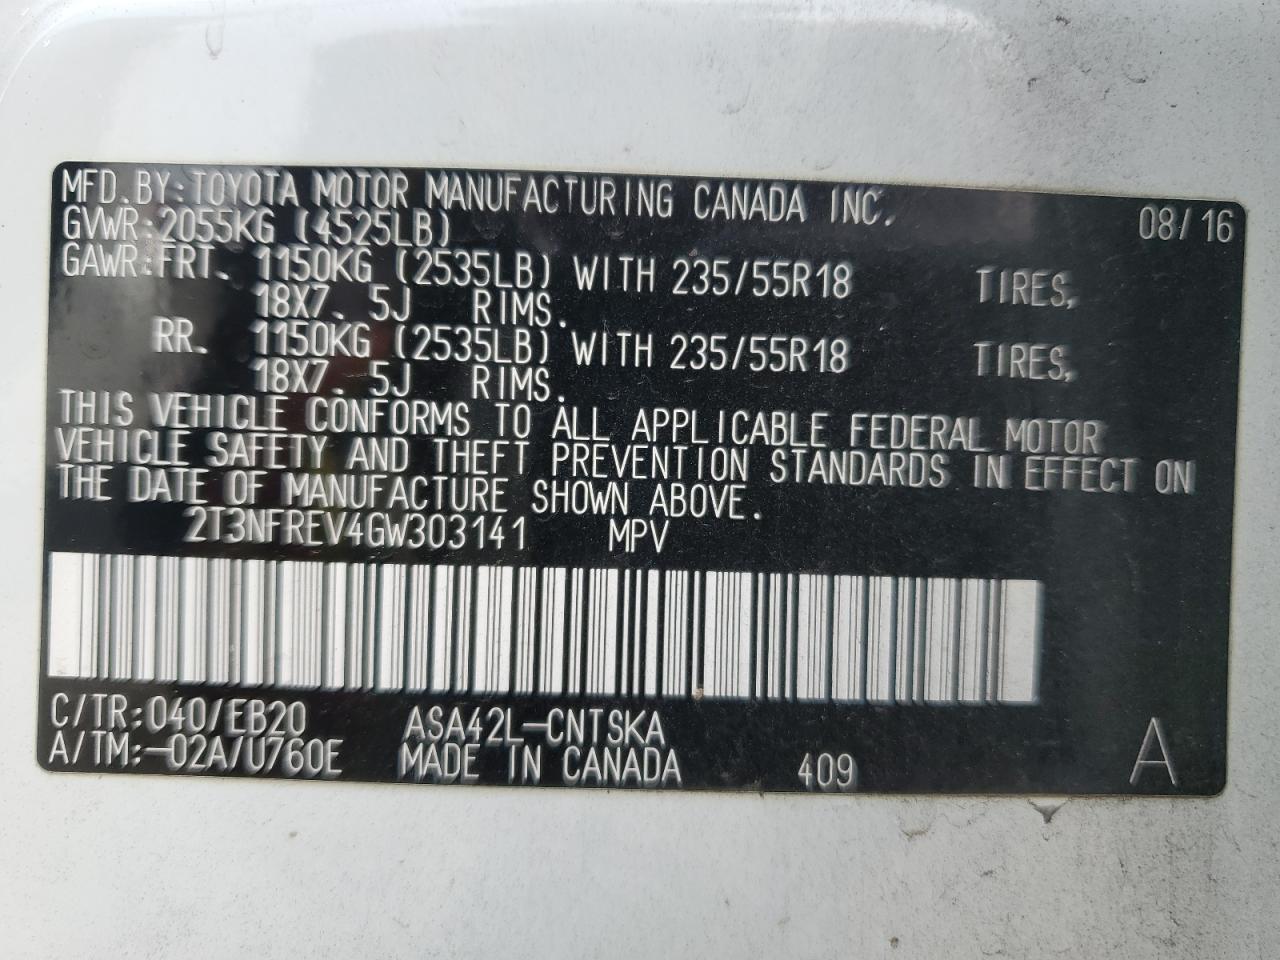 MFD.BY:TOYOTA MOTOR MANUFACTURING CANADA INC. 08/16
GVWR:2055KG (4525LB)
GAWR:FRT. 1150KG (2535LB) WITH 235/55R18 TIRES,
18X7.5J RIMS.
RR. 1150KG (2535LB) WITH 235/55R18 TIRES,
18X7.5J RIMS.
THIS VEHICLE CONFORMS TO ALL APPLICABLE FEDERAL MOTOR
VEHICLE SAFETY AND THEFT PREVENTION STANDARDS IN EFFECT ON
THE DATE OF MANUFACTURE SHOWN ABOVE.
2T3NFREV4GW303141 MPV
C/TR:040/EB20 ASA42L-CNTSKA
A/TM:-02A/U760E MADE IN CANADA 409 A